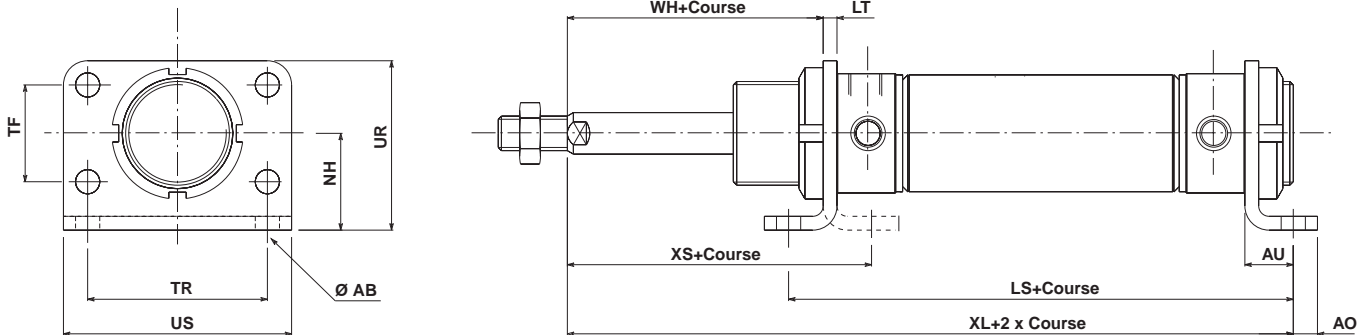 WH+Course
LT
TF
NH
UR
XS+Course
AU
TR
Ø AB
LS+Course
US
XL+2 x Course
AO